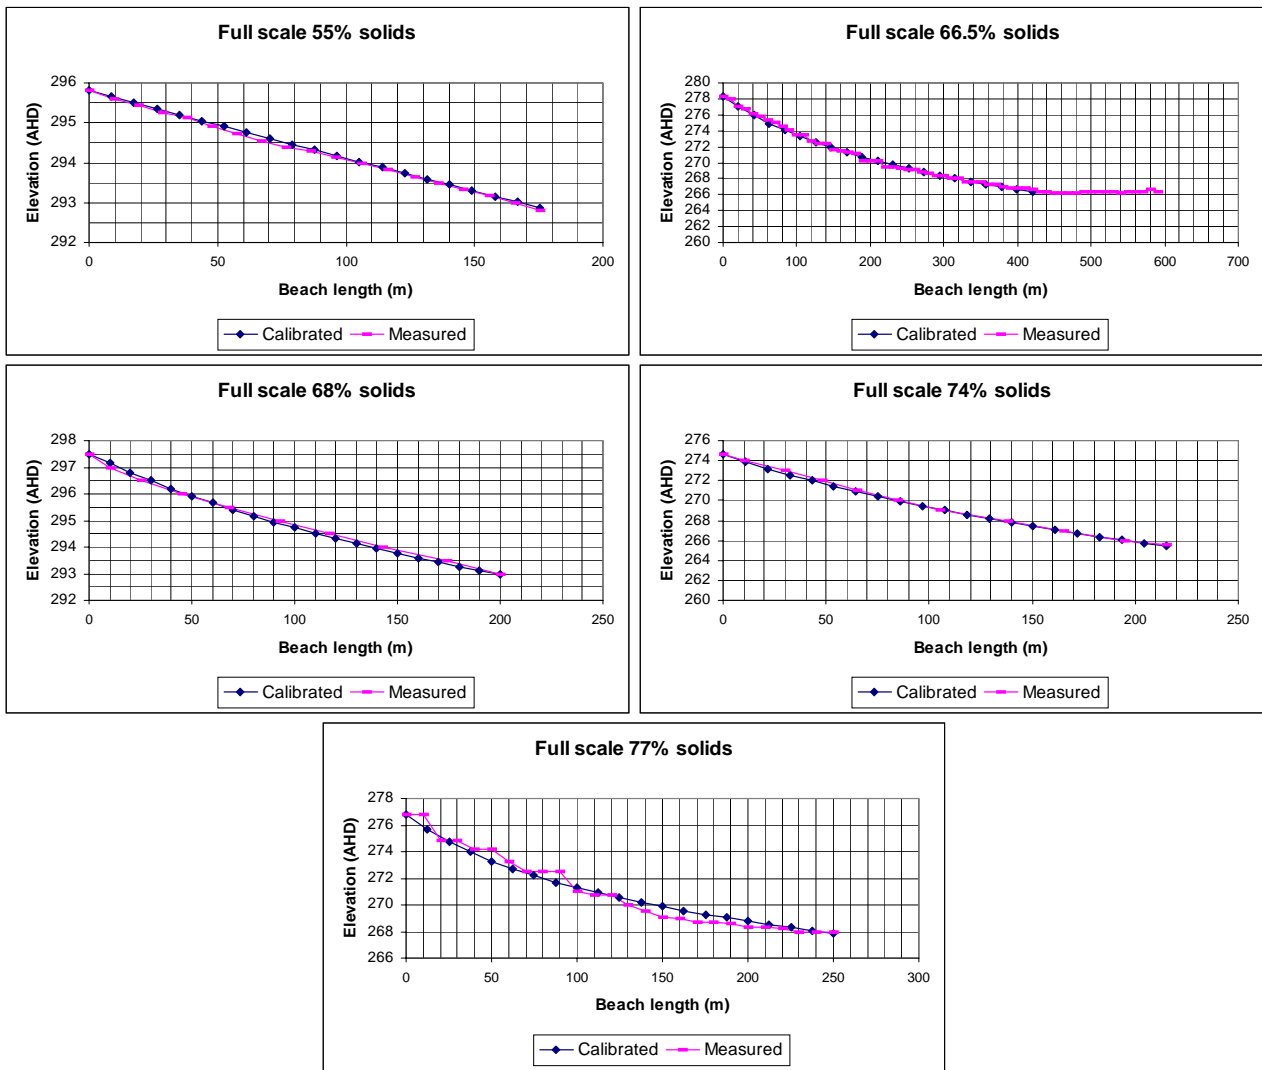 Full scale 55% solids
296
295
294
293
292
Elevation (AHD)
0 50 100 150 200
Beach length (m)
Calibrated Measured
Full scale 66.5% solids
280
278
276
274
272
270
268
266
264
262
260
Elevation (AHD)
0 100 200 300 400 500 600 700
Beach length (m)
Calibrated Measured
Full scale 68% solids
298
297
296
295
294
293
292
Elevation (AHD)
0 50 100 150 200 250
Beach length (m)
Calibrated Measured
Full scale 74% solids
276
274
272
270
268
266
264
262
260
Elevation (AHD)
0 50 100 150 200 250
Beach length (m)
Calibrated Measured
Full scale 77% solids
278
276
274
272
270
268
266
Elevation (AHD)
0 50 100 150 200 250 300
Beach length (m)
Calibrated Measured